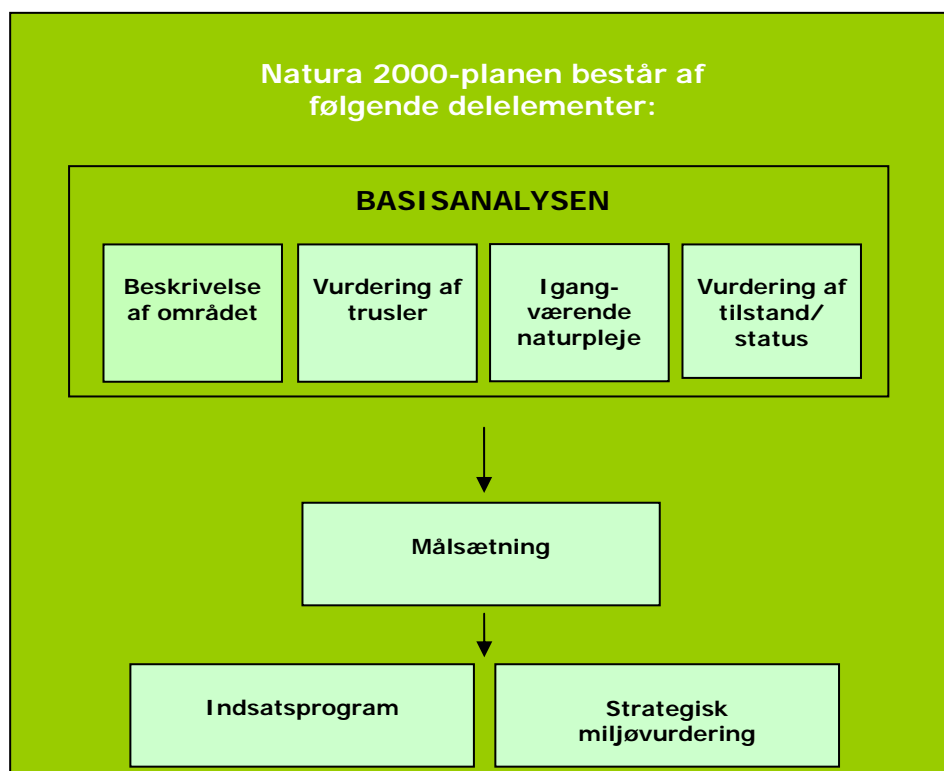 Natura 2000-planen består af
følgende delelementer:
BASISANALYSEN
Beskrivelse
af området
Vurdering af
trusler
Igang-
værende
naturpleje
Vurdering af
tilstand/
status
Målsætning
Indsatsprogram
Strategisk
miljøvurdering